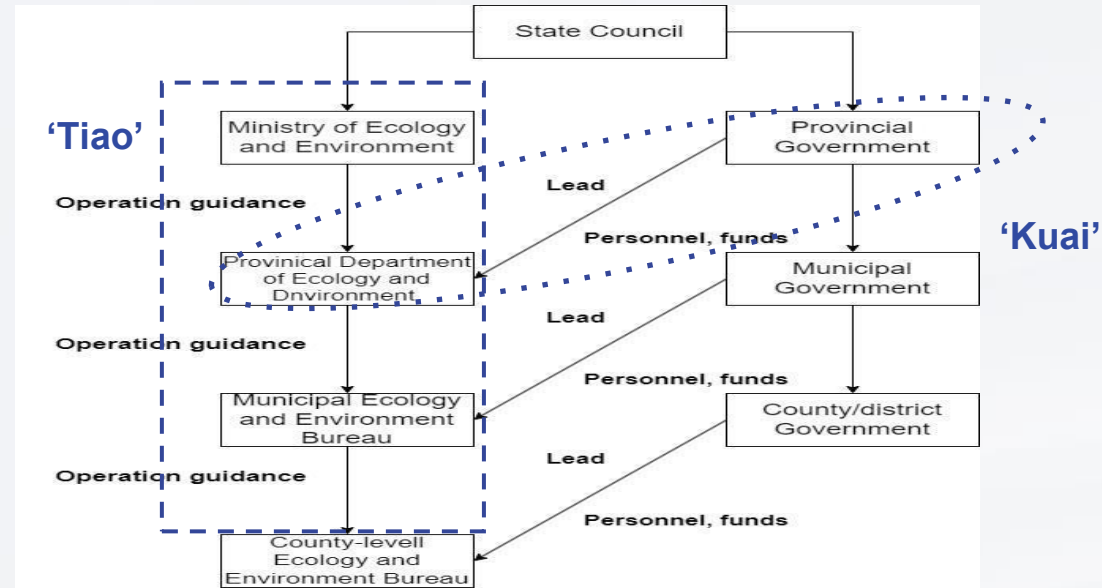 State Council
‘Tiao’
Ministry of Ecology
and Environment
Provincial
Government
Operation guidance
Lead
Personnel, funds
‘Kuai’
Provinical Department
of Ecology and
Dnvironment
Municipal
Government
Operation guidance
Lead
Personnel, funds
Municipal Ecology
and Environment
Bureau
County/district
Government
Operation guidance
Lead
Personnel, funds
County-levell
Ecology and
Environment Bureau